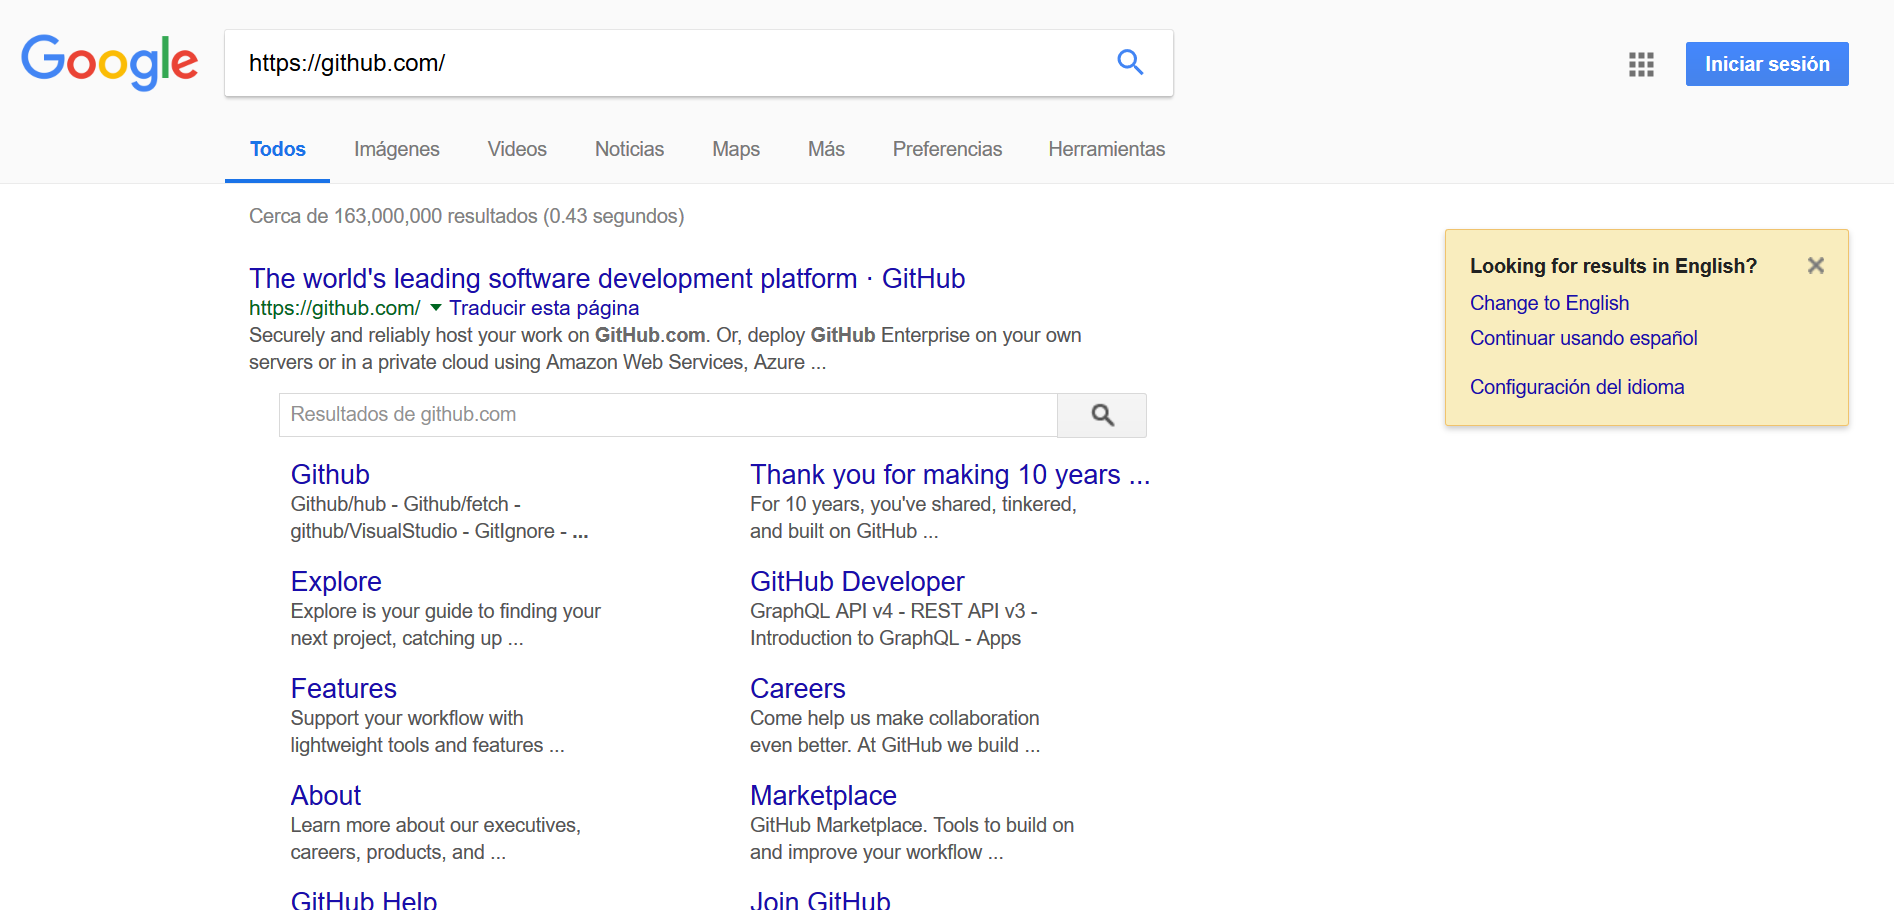 Google
https://github.com/
Iniciar sesión
Todos Imágenes Videos Noticias Maps Más Preferencias Herramientas
Cerca de 163,000,000 resultados (0.43 segundos)
The world's leading software development platform · GitHub
https://github.com/ Traducir esta página
Securely and reliably host your work on GitHub.com. Or, deploy GitHub Enterprise on your own
servers or in a private cloud using Amazon Web Services, Azure ...
Resultados de github.com
Github
Github/hub - Github/fetch -
github/VisualStudio - GitIgnore - ...
Thank you for making 10 years ...
For 10 years, you've shared, tinkered,
and built on GitHub ...
Explore
Explore is your guide to finding your
next project, catching up ...
GitHub Developer
GraphQL API v4 - REST API v3 -
Introduction to GraphQL - Apps
Features
Support your workflow with
lightweight tools and features ...
Careers
Come help us make collaboration
even better. At GitHub we build ...
About
Learn more about our executives,
careers, products, and ...
Marketplace
GitHub Marketplace. Tools to build on
and improve your workflow ...
GitHub Help
Join GitHub
Looking for results in English?
Change to English
Continuar usando español
Configuración del idioma